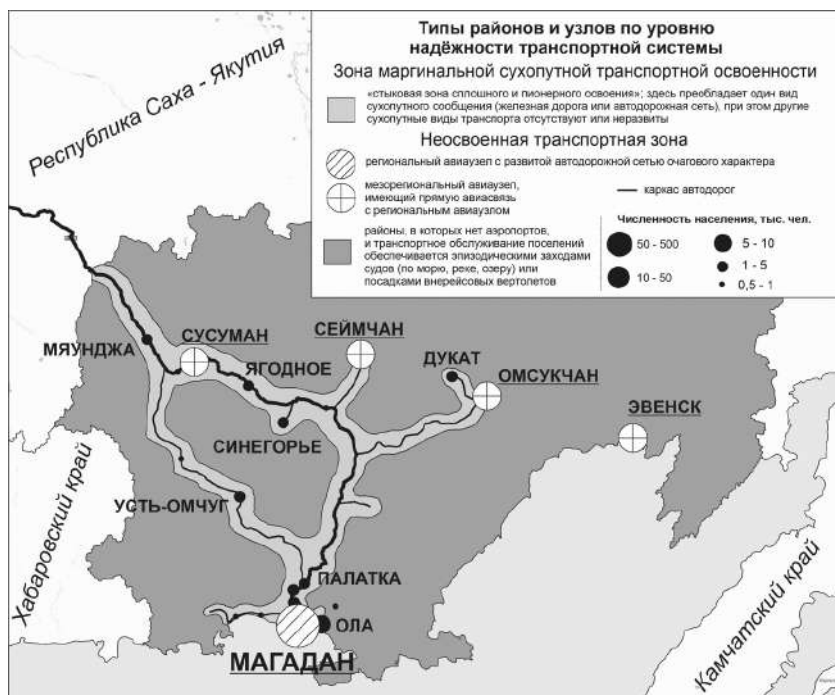 Типы районов и узлов по уровню
надёжности транспортной системы
Зона маргинальной сухопутной транспортной освоенности
«стыковая зона сплошного и пионерного освоения»; здесь преобладает один вид
сухопутного сообщения (железная дорога или автодорожная сеть), при этом другие
сухопутные виды транспорта отсутствуют или неразвиты
Неосвоенная транспортная зона
региональный авиаузел с развитой автодорожной сетью очагового характера
мезорегиональный авиаузел,
имеющий прямую авиасвязь
с региональным авиаузлом
каркас автодорог
районы, в которых нет аэропортов,
и транспортное обслуживание поселений
обеспечивается эпизодическими заходами
судов (по морю, реке, озеру) или
посадками внерейсовых вертолетов
Численность населения, тыс. чел.
50 - 500
5 - 10
10 - 50
1 - 5
0,5 - 1
Республика Саха - Якутия
МЯУНДЖА
СУСУМАН
СЕЙМЧАН
ЯГОДНОЕ
ДУКАТ
ОМСУКЧАН
ЭВЕНСК
СИНЕГОРЬЕ
УСТЬ-ОМЧУГ
Хабаровский край
ПАЛАТКА
ОЛА
МАГАДАН
Камчатский край